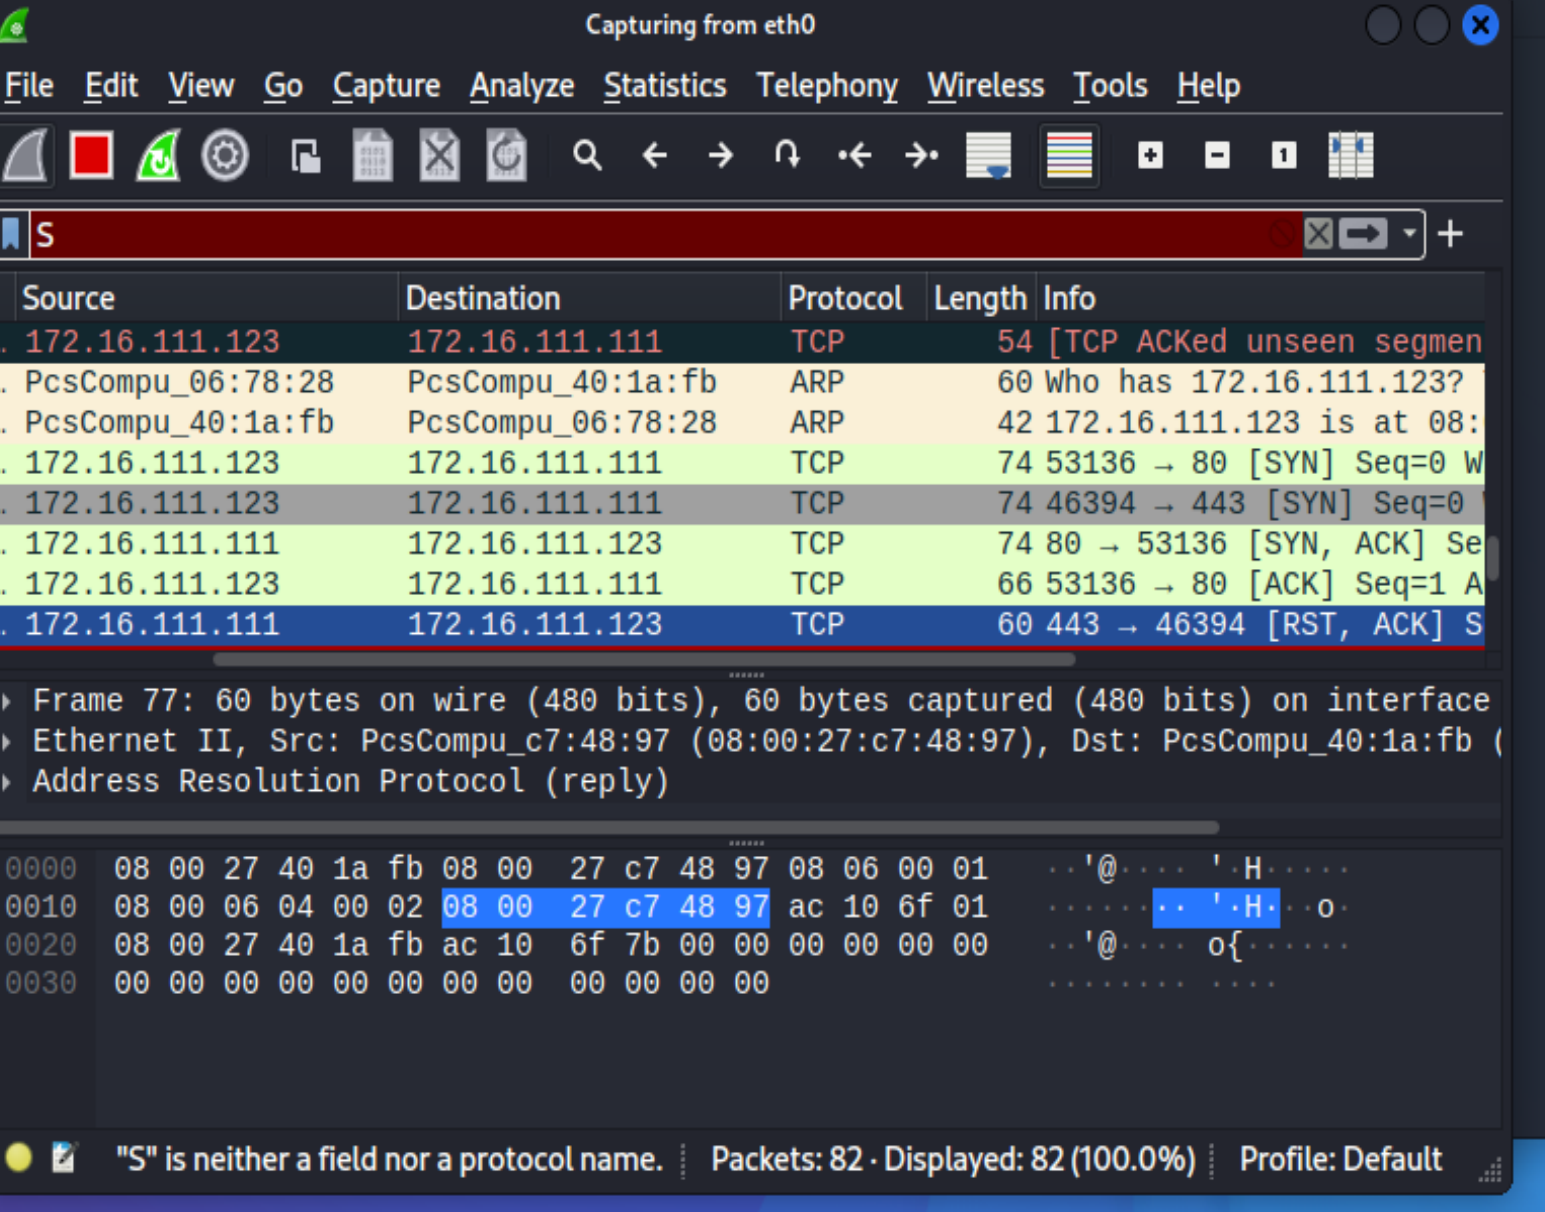 Capturing from eth0
File Edit View Go Capture Analyze Statistics Telephony Wireless Tools Help
S
Source Destination Protocol Length Info
. 172.16.111.123 172.16.111.111 TCP 54 [TCP ACKed unseen segmen
. PcsCompu_06:78:28 PcsCompu_40:1a:fb ARP 60 Who has 172.16.111.123?
. PcsCompu_40:1a:fb PcsCompu_06:78:28 ARP 42 172.16.111.123 is at 08:
. 172.16.111.123 172.16.111.111 TCP 74 53136 → 80 [SYN] Seq=0 W
. 172.16.111.123 172.16.111.111 TCP 74 46394 → 443 [SYN] Seq=0
. 172.16.111.111 172.16.111.123 TCP 74 80 → 53136 [SYN, ACK] Se
. 172.16.111.123 172.16.111.111 TCP 66 53136 → 80 [ACK] Seq=1 A
. 172.16.111.111 172.16.111.123 TCP 60 443 → 46394 [RST, ACK] S
Frame 77: 60 bytes on wire (480 bits), 60 bytes captured (480 bits) on interface
Ethernet II, Src: PcsCompu_c7:48:97 (08:00:27:c7:48:97), Dst: PcsCompu_40:1a:fb (
Address Resolution Protocol (reply)
0000 08 00 27 40 1a fb 08 00 27 c7 48 97 08 06 00 01 ··'@···· '·H·····
0010 08 00 06 04 00 02 08 00 27 c7 48 97 ac 10 6f 01 ········ '·H···o·
0020 08 00 27 40 1a fb ac 10 6f 7b 00 00 00 00 00 00 ··'@···· o{······
0030 00 00 00 00 00 00 00 00 00 00 00 00 ········ ····
"S" is neither a field nor a protocol name. Packets: 82 · Displayed: 82 (100.0%) Profile: Default